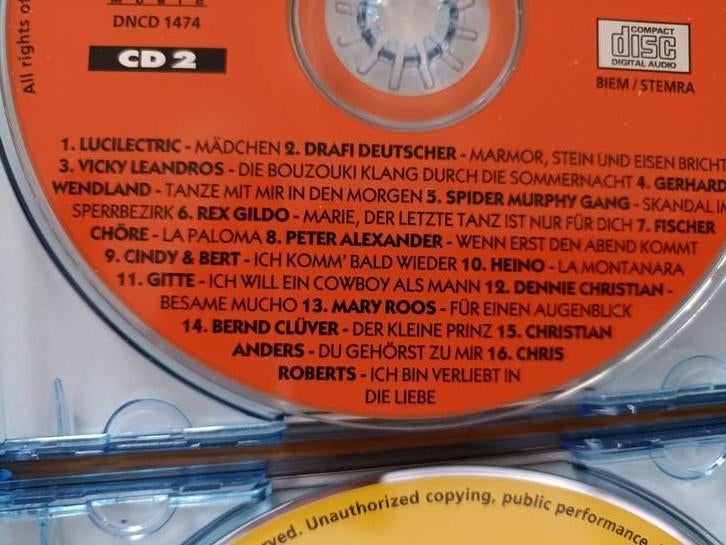 MUSIC
DNCD 1474
CD 2
All rights of
COMPACT
disc
DIGITAL AUDIO
BIEM / STEMRA
1. LUCILECTRIC - MÄDCHEN 2. DRAFI DEUTSCHER - MARMOR, STEIN UND EISEN BRICHT
3. VICKY LEANDROS - DIE BOUZOUKI KLANG DURCH DIE SOMMERNACHT 4. GERHARD
WENDLAND - TANZE MIT MIR IN DEN MORGEN 5. SPIDER MURPHY GANG - SKANDAL IM
SPERRBEZIRK 6. REX GILDO - MARIE, DER LETZTE TANZ IST NUR FÜR DICH 7. FISCHER
CHÖRE - LA PALOMA 8. PETER ALEXANDER - WENN ERST DEN ABEND KOMMT
9. CINDY & BERT - ICH KOMM' BALD WIEDER 10. HEINO - LA MONTANARA
11. GITTE - ICH WILL EIN COWBOY ALS MANN 12. DENNIE CHRISTIAN -
BESAME MUCHO 13. MARY ROOS - FÜR EINEN AUGENBLICK
14. BERND CLÜVER - DER KLEINE PRINZ 15. CHRISTIAN
ANDERS - DU GEHÖRST ZU MIR 16. CHRIS
ROBERTS - ICH BIN VERLIEBT IN
DIE LIEBE
rved. Unauthorized copying, public performance